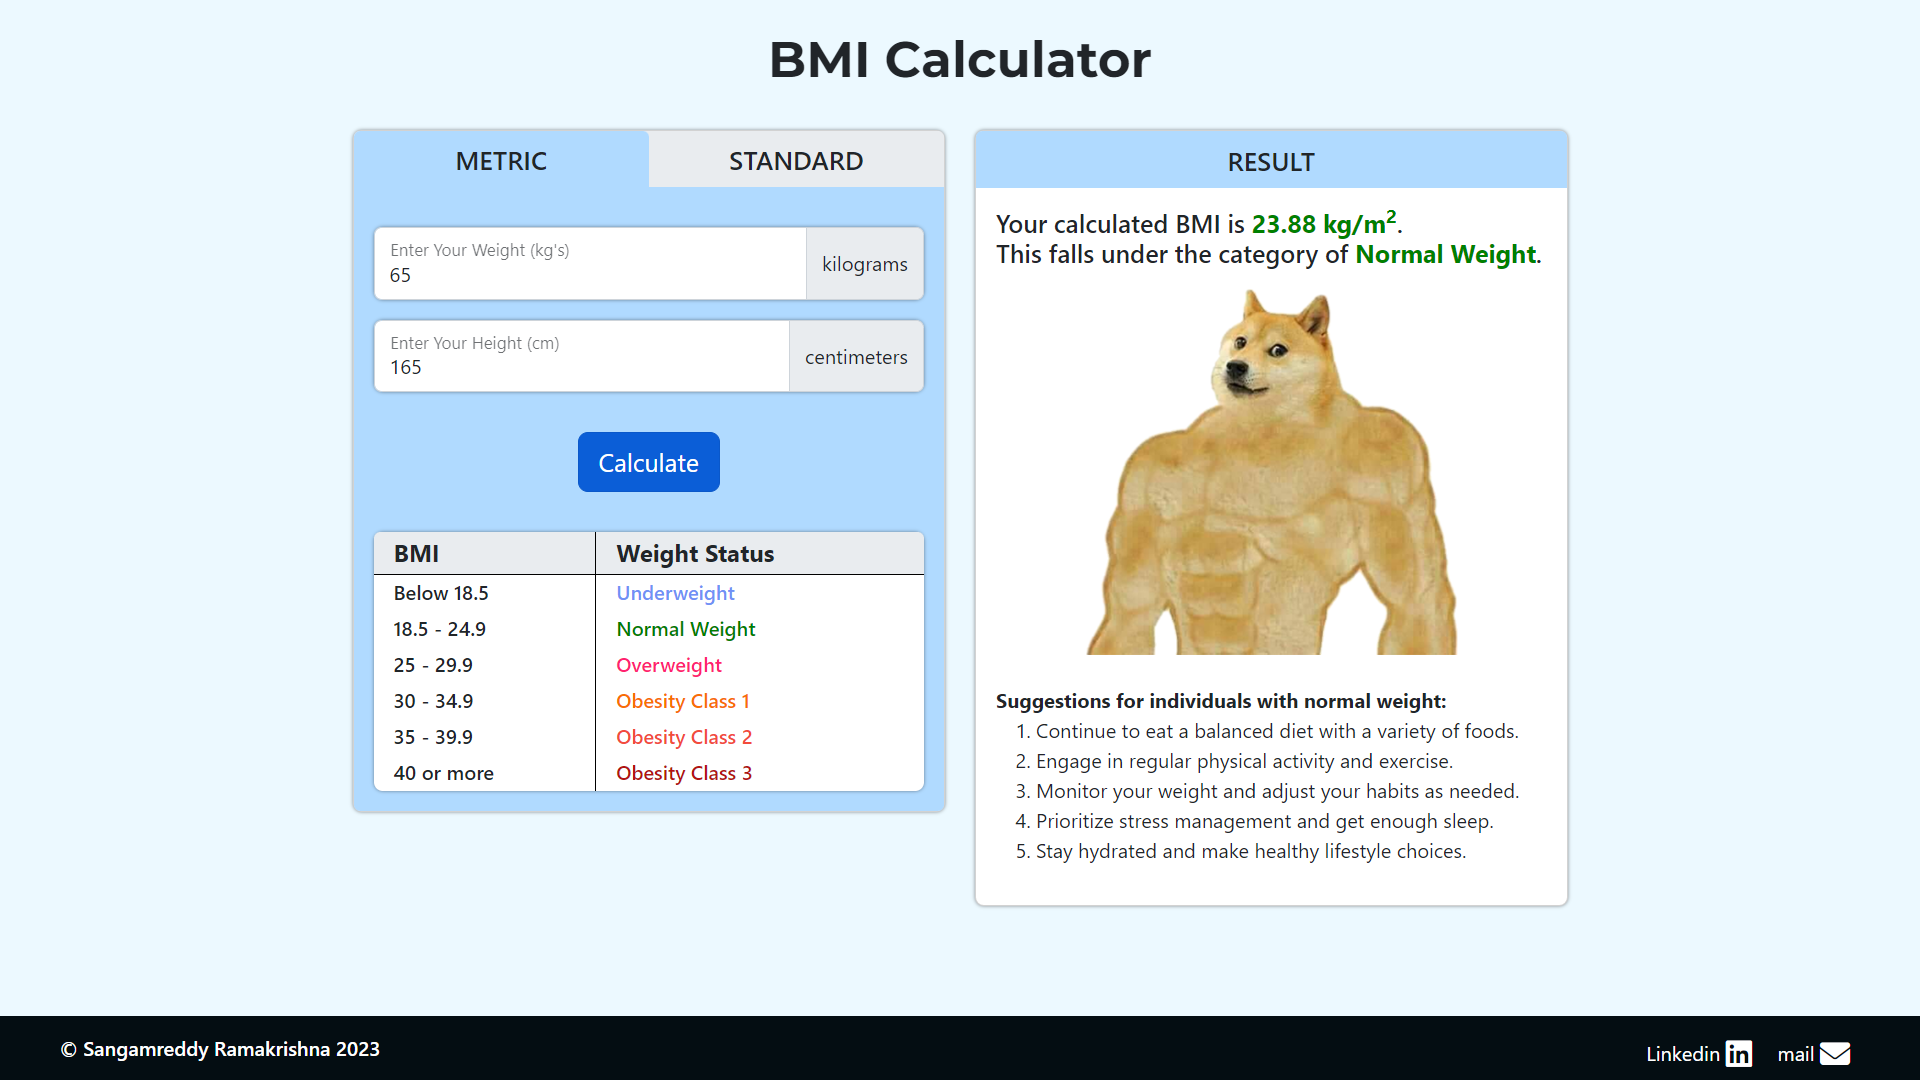 BMI Calculator
METRIC
STANDARD
Enter Your Weight (kg's)
65
kilograms
Enter Your Height (cm)
165
centimeters
Calculate
BMI Weight Status
Below 18.5 Underweight
18.5 - 24.9 Normal Weight
25 - 29.9 Overweight
30 - 34.9 Obesity Class 1
35 - 39.9 Obesity Class 2
40 or more Obesity Class 3
RESULT
Your calculated BMI is 23.88 kg/m².
This falls under the category of Normal Weight.
Suggestions for individuals with normal weight:
1. Continue to eat a balanced diet with a variety of foods.
2. Engage in regular physical activity and exercise.
3. Monitor your weight and adjust your habits as needed.
4. Prioritize stress management and get enough sleep.
5. Stay hydrated and make healthy lifestyle choices.
© Sangamreddy Ramakrishna 2023
Linkedin in
mail